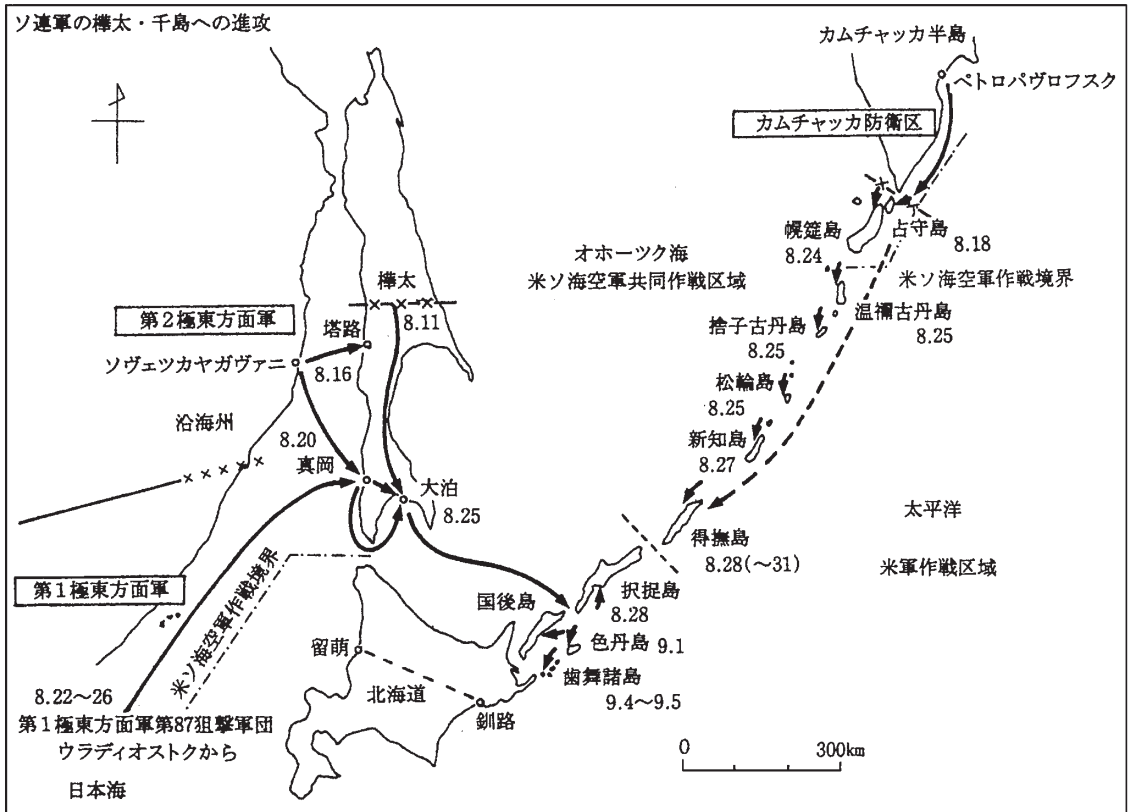 ソ連軍の樺太・千島への進攻
カムチャッカ半島
ペトロパヴロフスク
カムチャッカ防衛区
幌筵島
8.24
占守島
8.18
オホーツク海
米ソ海空軍共同作戦区域
米ソ海空軍作戦境界
樺太
8.11
第2極東方面軍
塔路
ソヴェツカヤガヴァニ
8.16
温禰古丹島
8.25
捨子古丹島
8.25
松輪島
8.25
沿海州
8.20
真岡
新知島
8.27
大泊
8.25
太平洋
得撫島
8.28(〜31)
米軍作戦区域
第1極東方面軍
米ソ海空軍作戦境界
択捉島
8.28
国後島
色丹島 9.1
留萌
歯舞諸島
9.4〜9.5
北海道
釧路
8.22〜26
第1極東方面軍第87狙撃軍団
ウラディオストクから
日本海
0 300km